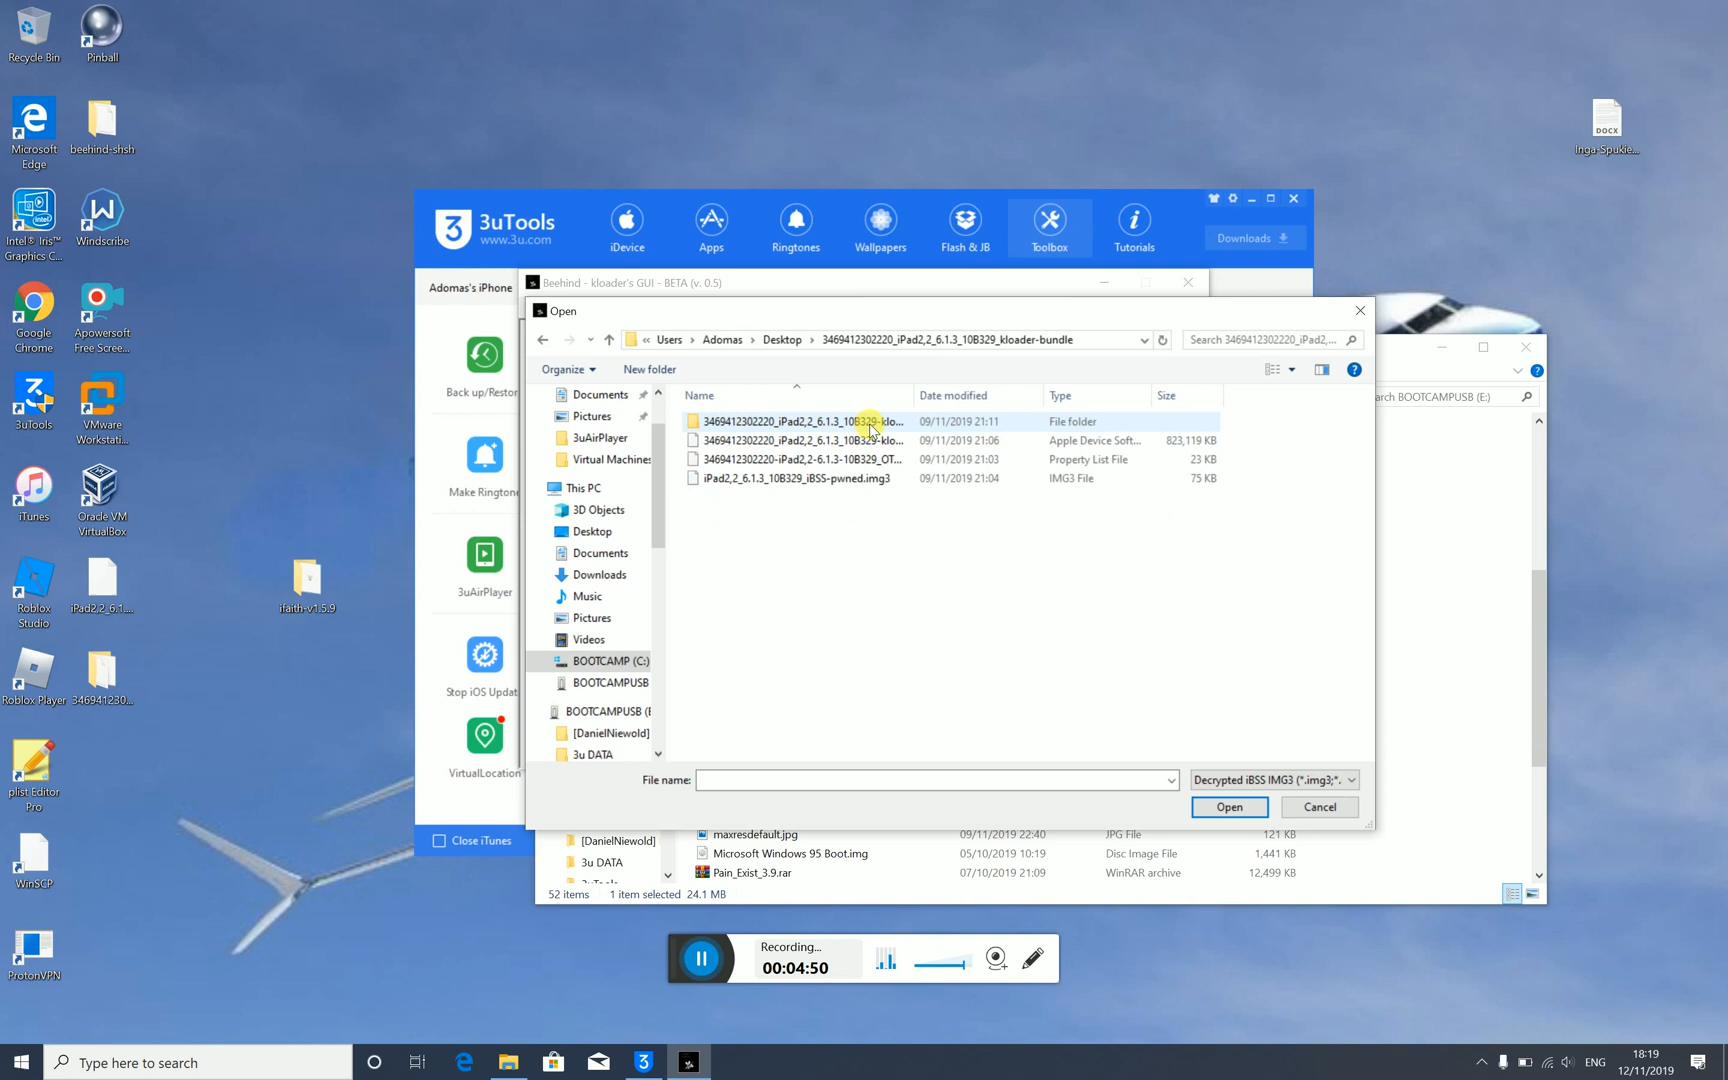 Recycle Bin
Pinball
Microsoft
Edge
beehind-shsh
Intel® Iris™
Graphics C...
Windscribe
Google
Chrome
Apowersoft
Free Scree...
3uTools
VMware
Workstati...
iTunes
Oracle VM
VirtualBox
Roblox
Studio
iPad2,2_6.1....
ifaith-v1.5.9
Roblox Player
346941230...
plist Editor
Pro
WinSCP
ProtonVPN
DOCX
Inga-Spukie...
3uTools
www.3u.com
iDevice
Apps
Ringtones
Wallpapers
Flash & JB
Toolbox
Tutorials
Downloads
Adomas's iPhone
Back up/Restor
Make Ringtone
3uAirPlayer
Stop iOS Updat
VirtualLocation
Close iTunes
Beehind - kloader's GUI - BETA (v. 0.5)
Open
« Users › Adomas › Desktop › 3469412302220_iPad2,2_6.1.3_10B329_kloader-bundle
Search 3469412302220_iPad2,...
Organize
New folder
Documents
Pictures
3uAirPlayer
Virtual Machines
This PC
3D Objects
Desktop
Documents
Downloads
Music
Pictures
Videos
BOOTCAMP (C:)
BOOTCAMPUSB
BOOTCAMPUSB (E
[DanielNiewold]
3u DATA
Name Date modified Type Size
3469412302220_iPad2,2_6.1.3_10B329-klo... 09/11/2019 21:11 File folder
3469412302220_iPad2,2_6.1.3_10B329-klo... 09/11/2019 21:06 Apple Device Soft... 823,119 KB
3469412302220-iPad2,2-6.1.3-10B329_OT... 09/11/2019 21:03 Property List File 23 KB
iPad2,2_6.1.3_10B329_iBSS-pwned.img3 09/11/2019 21:04 IMG3 File 75 KB
File name:
Decrypted iBSS IMG3 (*.img3;*.
Open
Cancel
arch BOOTCAMPUSB (E:)
[DanielNiewold]
3u DATA
maxresdefault.jpg 09/11/2019 22:40 JPG File 121 KB
Microsoft Windows 95 Boot.img 05/10/2019 10:19 Disc Image File 1,441 KB
Pain_Exist_3.9.rar 07/10/2019 21:09 WinRAR archive 12,499 KB
52 items 1 item selected 24.1 MB
Recording...
00:04:50
Type here to search
ENG
18:19
12/11/2019